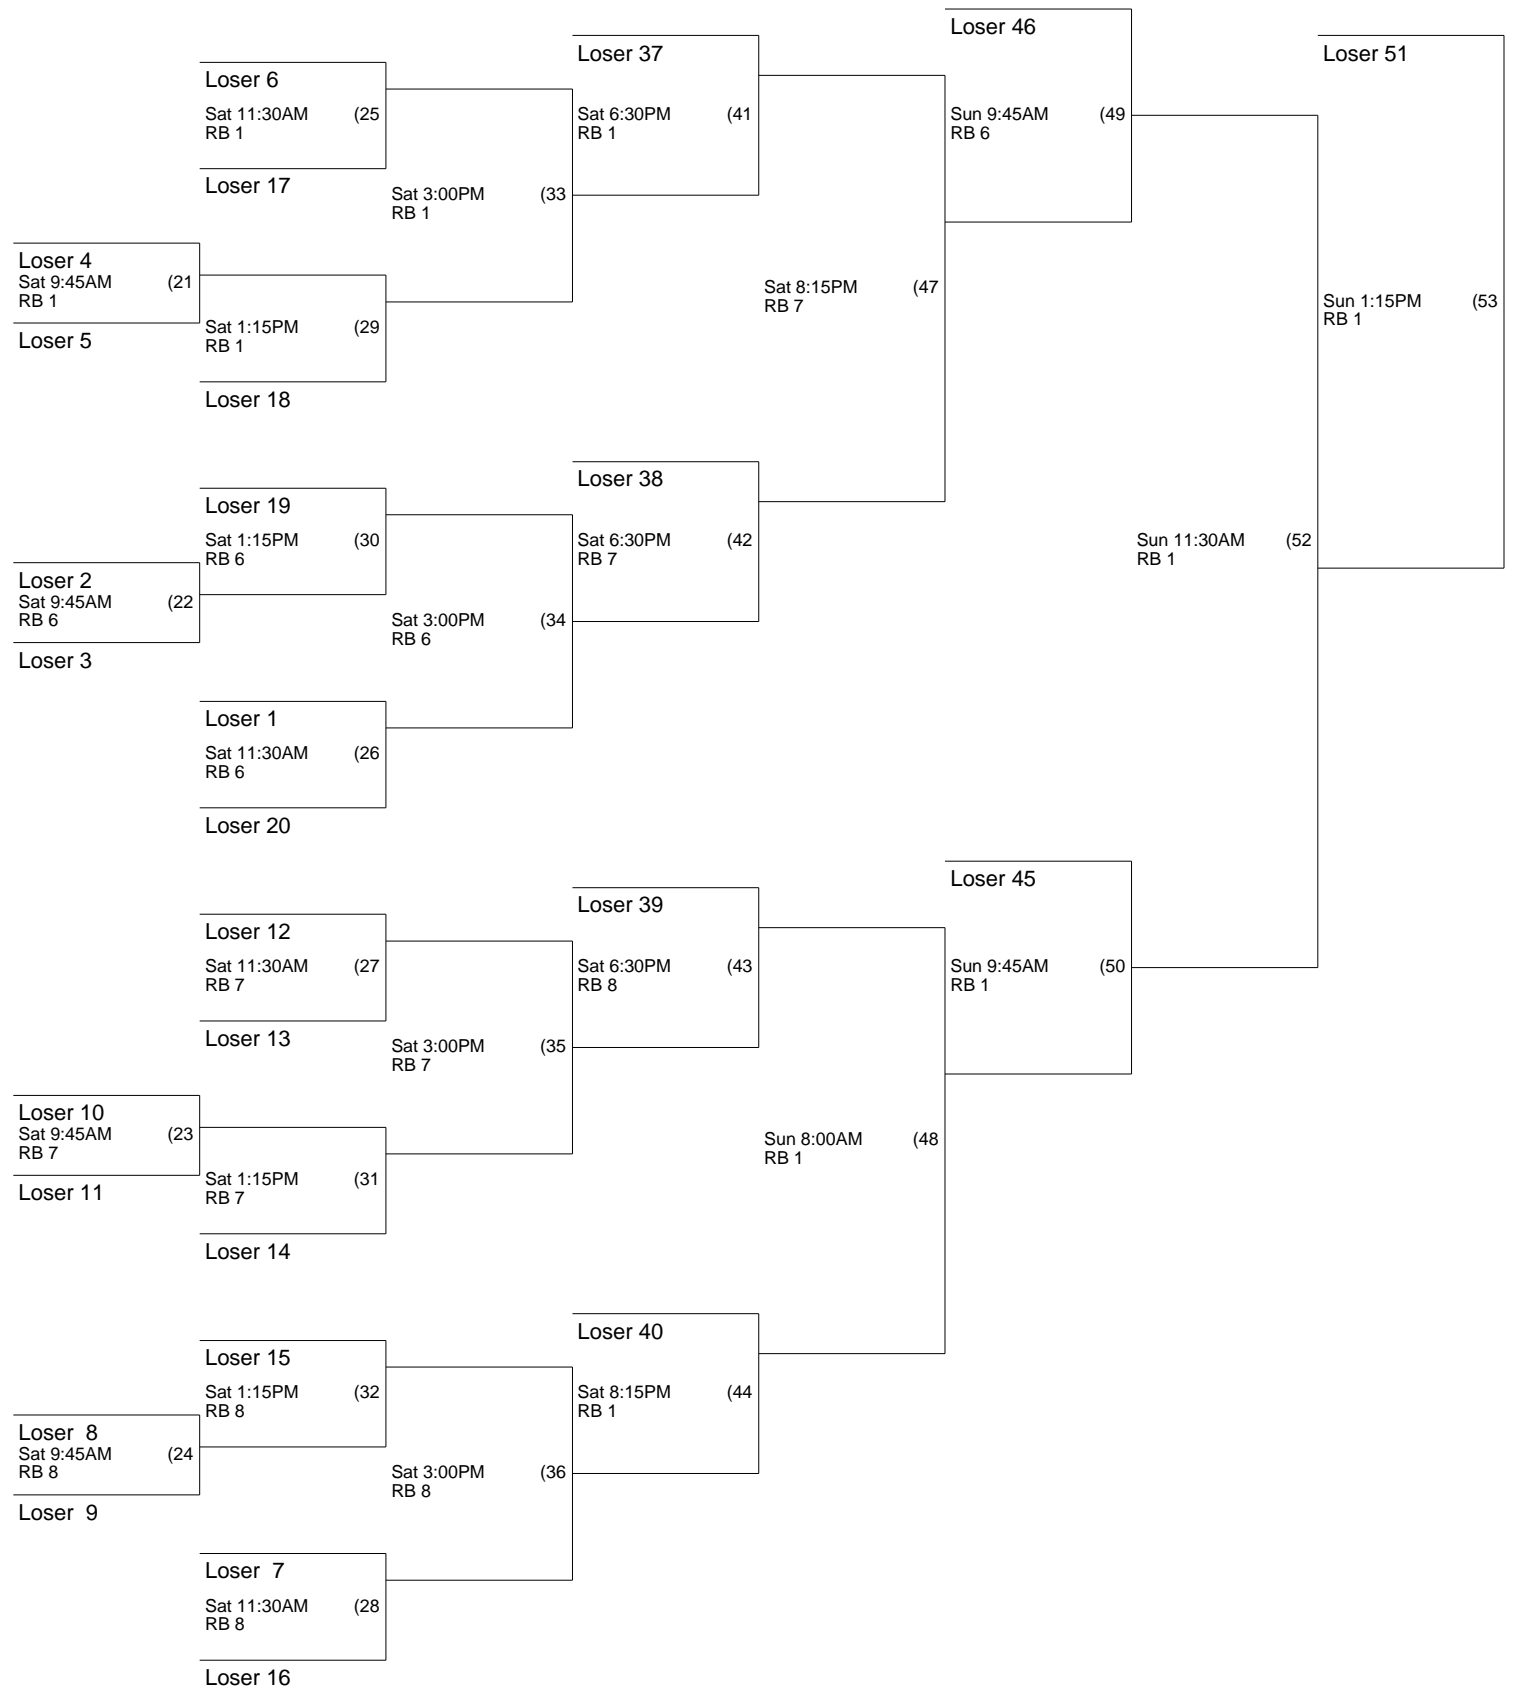 Loser 46
Loser 37
Loser 51
Loser 6
Sat 11:30AM (25
RB 1
Sat 6:30PM (41
RB 1
Sun 9:45AM (49
RB 6
Loser 17
Sat 3:00PM (33
RB 1
Loser 4
Sat 9:45AM (21
RB 1
Sat 8:15PM (47
RB 7
Sun 1:15PM (53
RB 1
Loser 5
Sat 1:15PM (29
RB 1
Loser 18
Loser 38
Loser 19
Sat 1:15PM (30
RB 6
Sat 6:30PM (42
RB 7
Sun 11:30AM (52
RB 1
Loser 2
Sat 9:45AM (22
RB 6
Sat 3:00PM (34
RB 6
Loser 3
Loser 1
Sat 11:30AM (26
RB 6
Loser 20
Loser 45
Loser 39
Loser 12
Sat 11:30AM (27
RB 7
Sat 6:30PM (43
RB 8
Sun 9:45AM (50
RB 1
Loser 13
Sat 3:00PM (35
RB 7
Loser 10
Sat 9:45AM (23
RB 7
Sun 8:00AM (48
RB 1
Loser 11
Sat 1:15PM (31
RB 7
Loser 14
Loser 40
Loser 15
Sat 1:15PM (32
RB 8
Sat 8:15PM (44
RB 1
Loser 8
Sat 9:45AM (24
RB 8
Sat 3:00PM (36
RB 8
Loser 9
Loser 7
Sat 11:30AM (28
RB 8
Loser 16